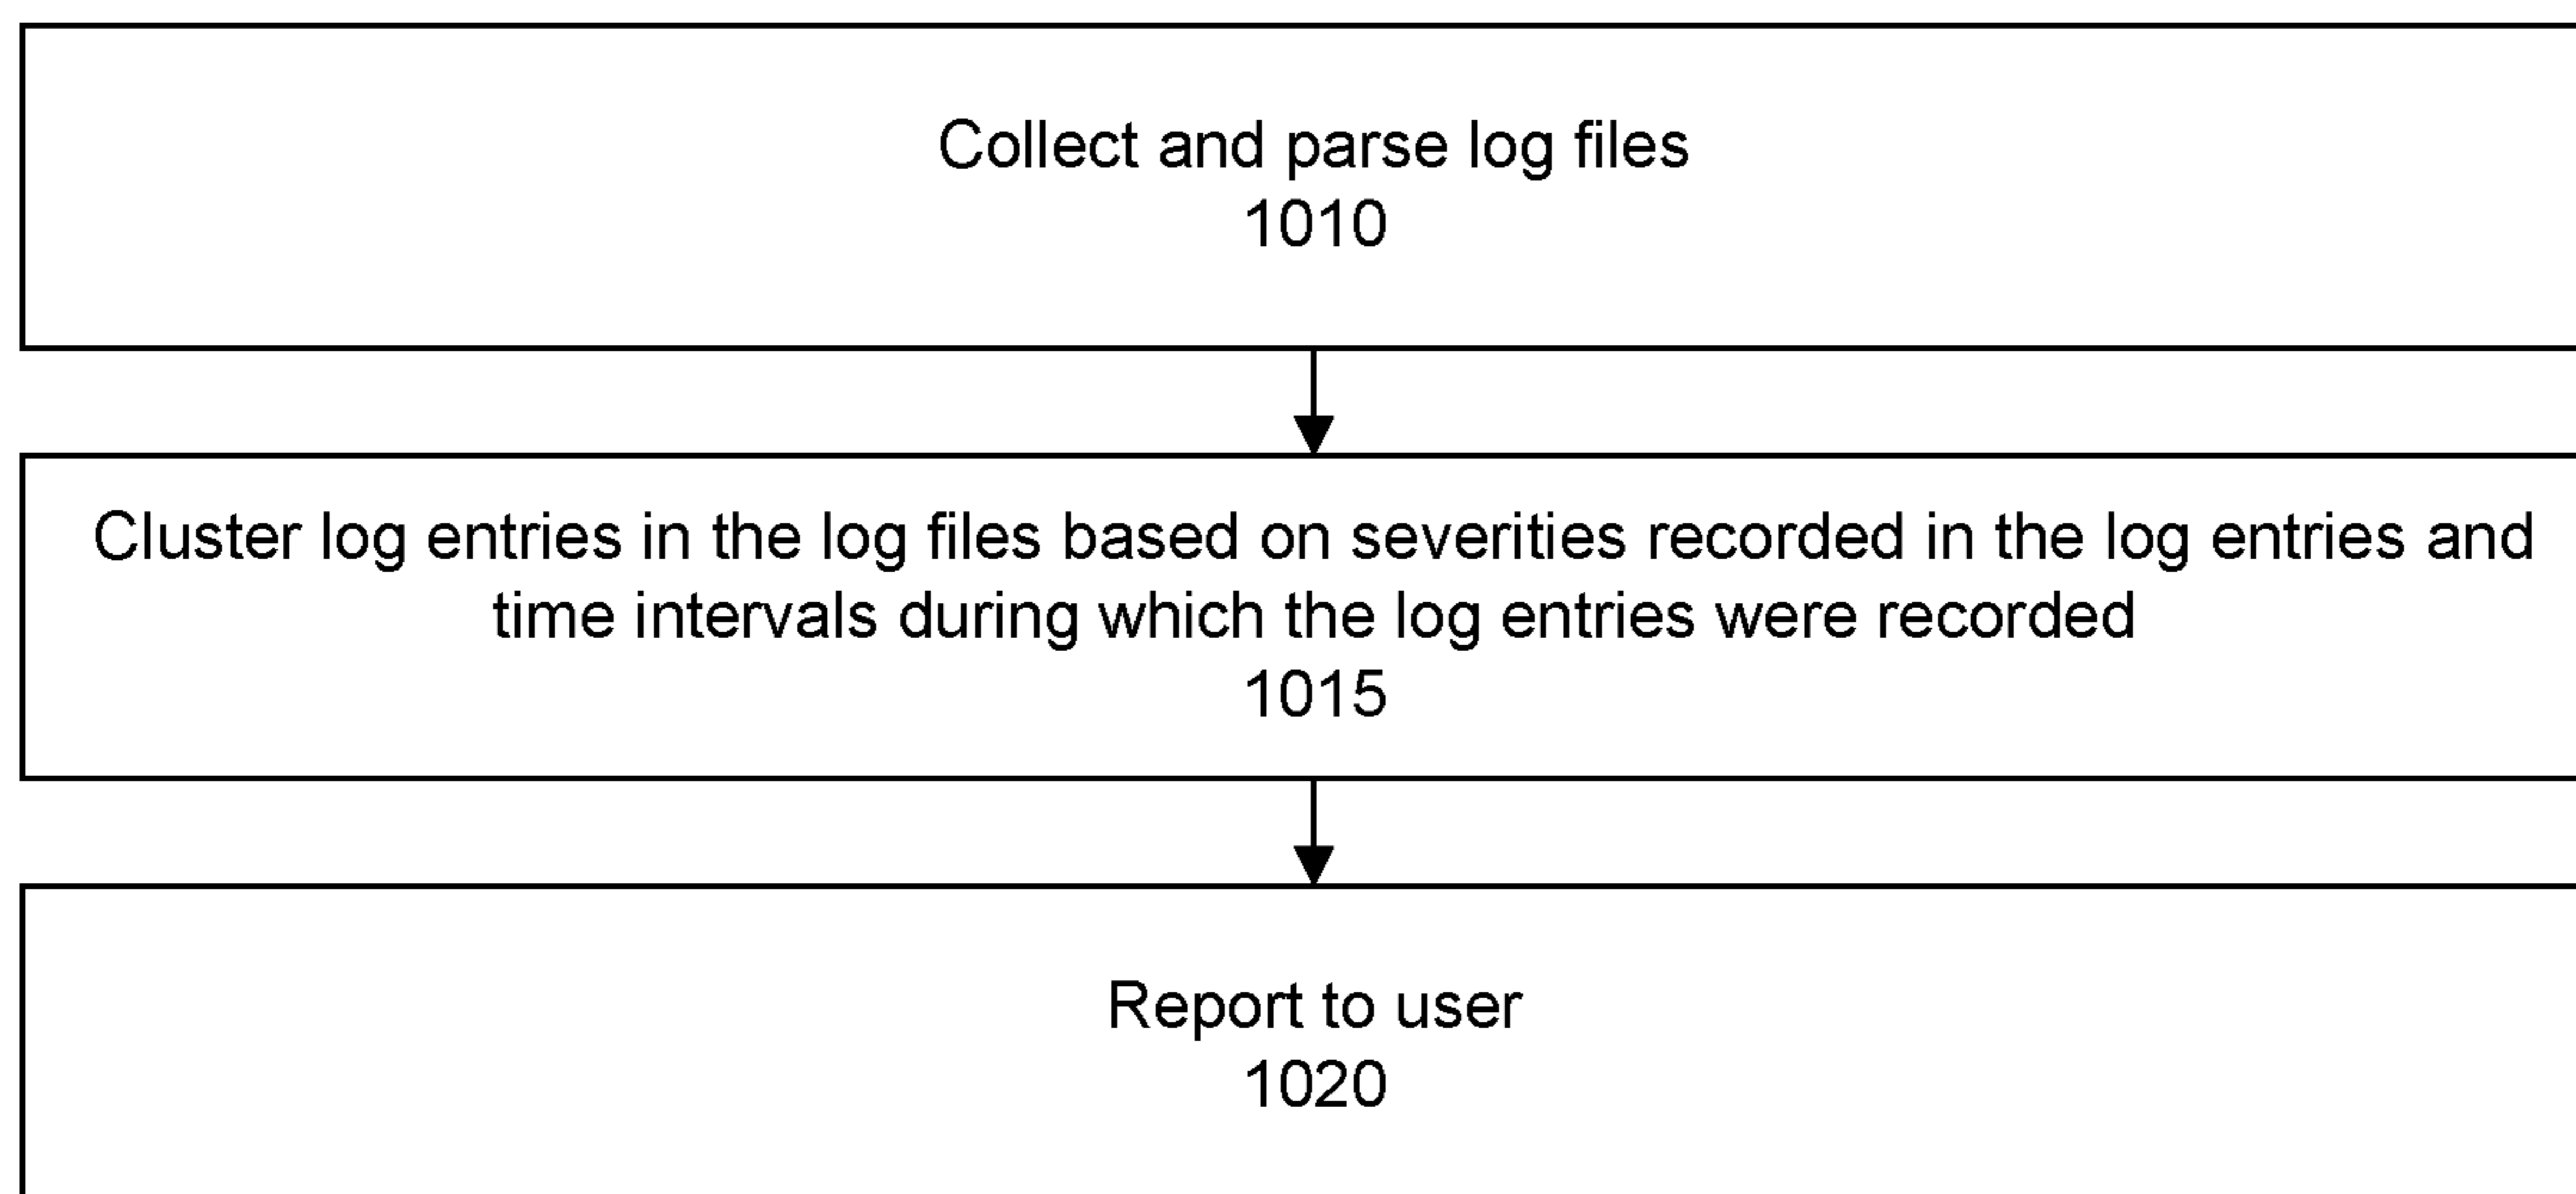 Collect and parse log files
1010
Cluster log entries in the log files based on severities recorded in the log entries and
time intervals during which the log entries were recorded
1015
Report to user
1020